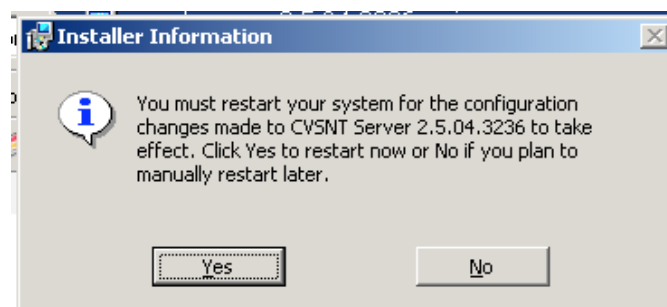 Installer Information
You must restart your system for the configuration
changes made to CVSNT Server 2.5.04.3236 to take
effect. Click Yes to restart now or No if you plan to
manually restart later.
Yes
No